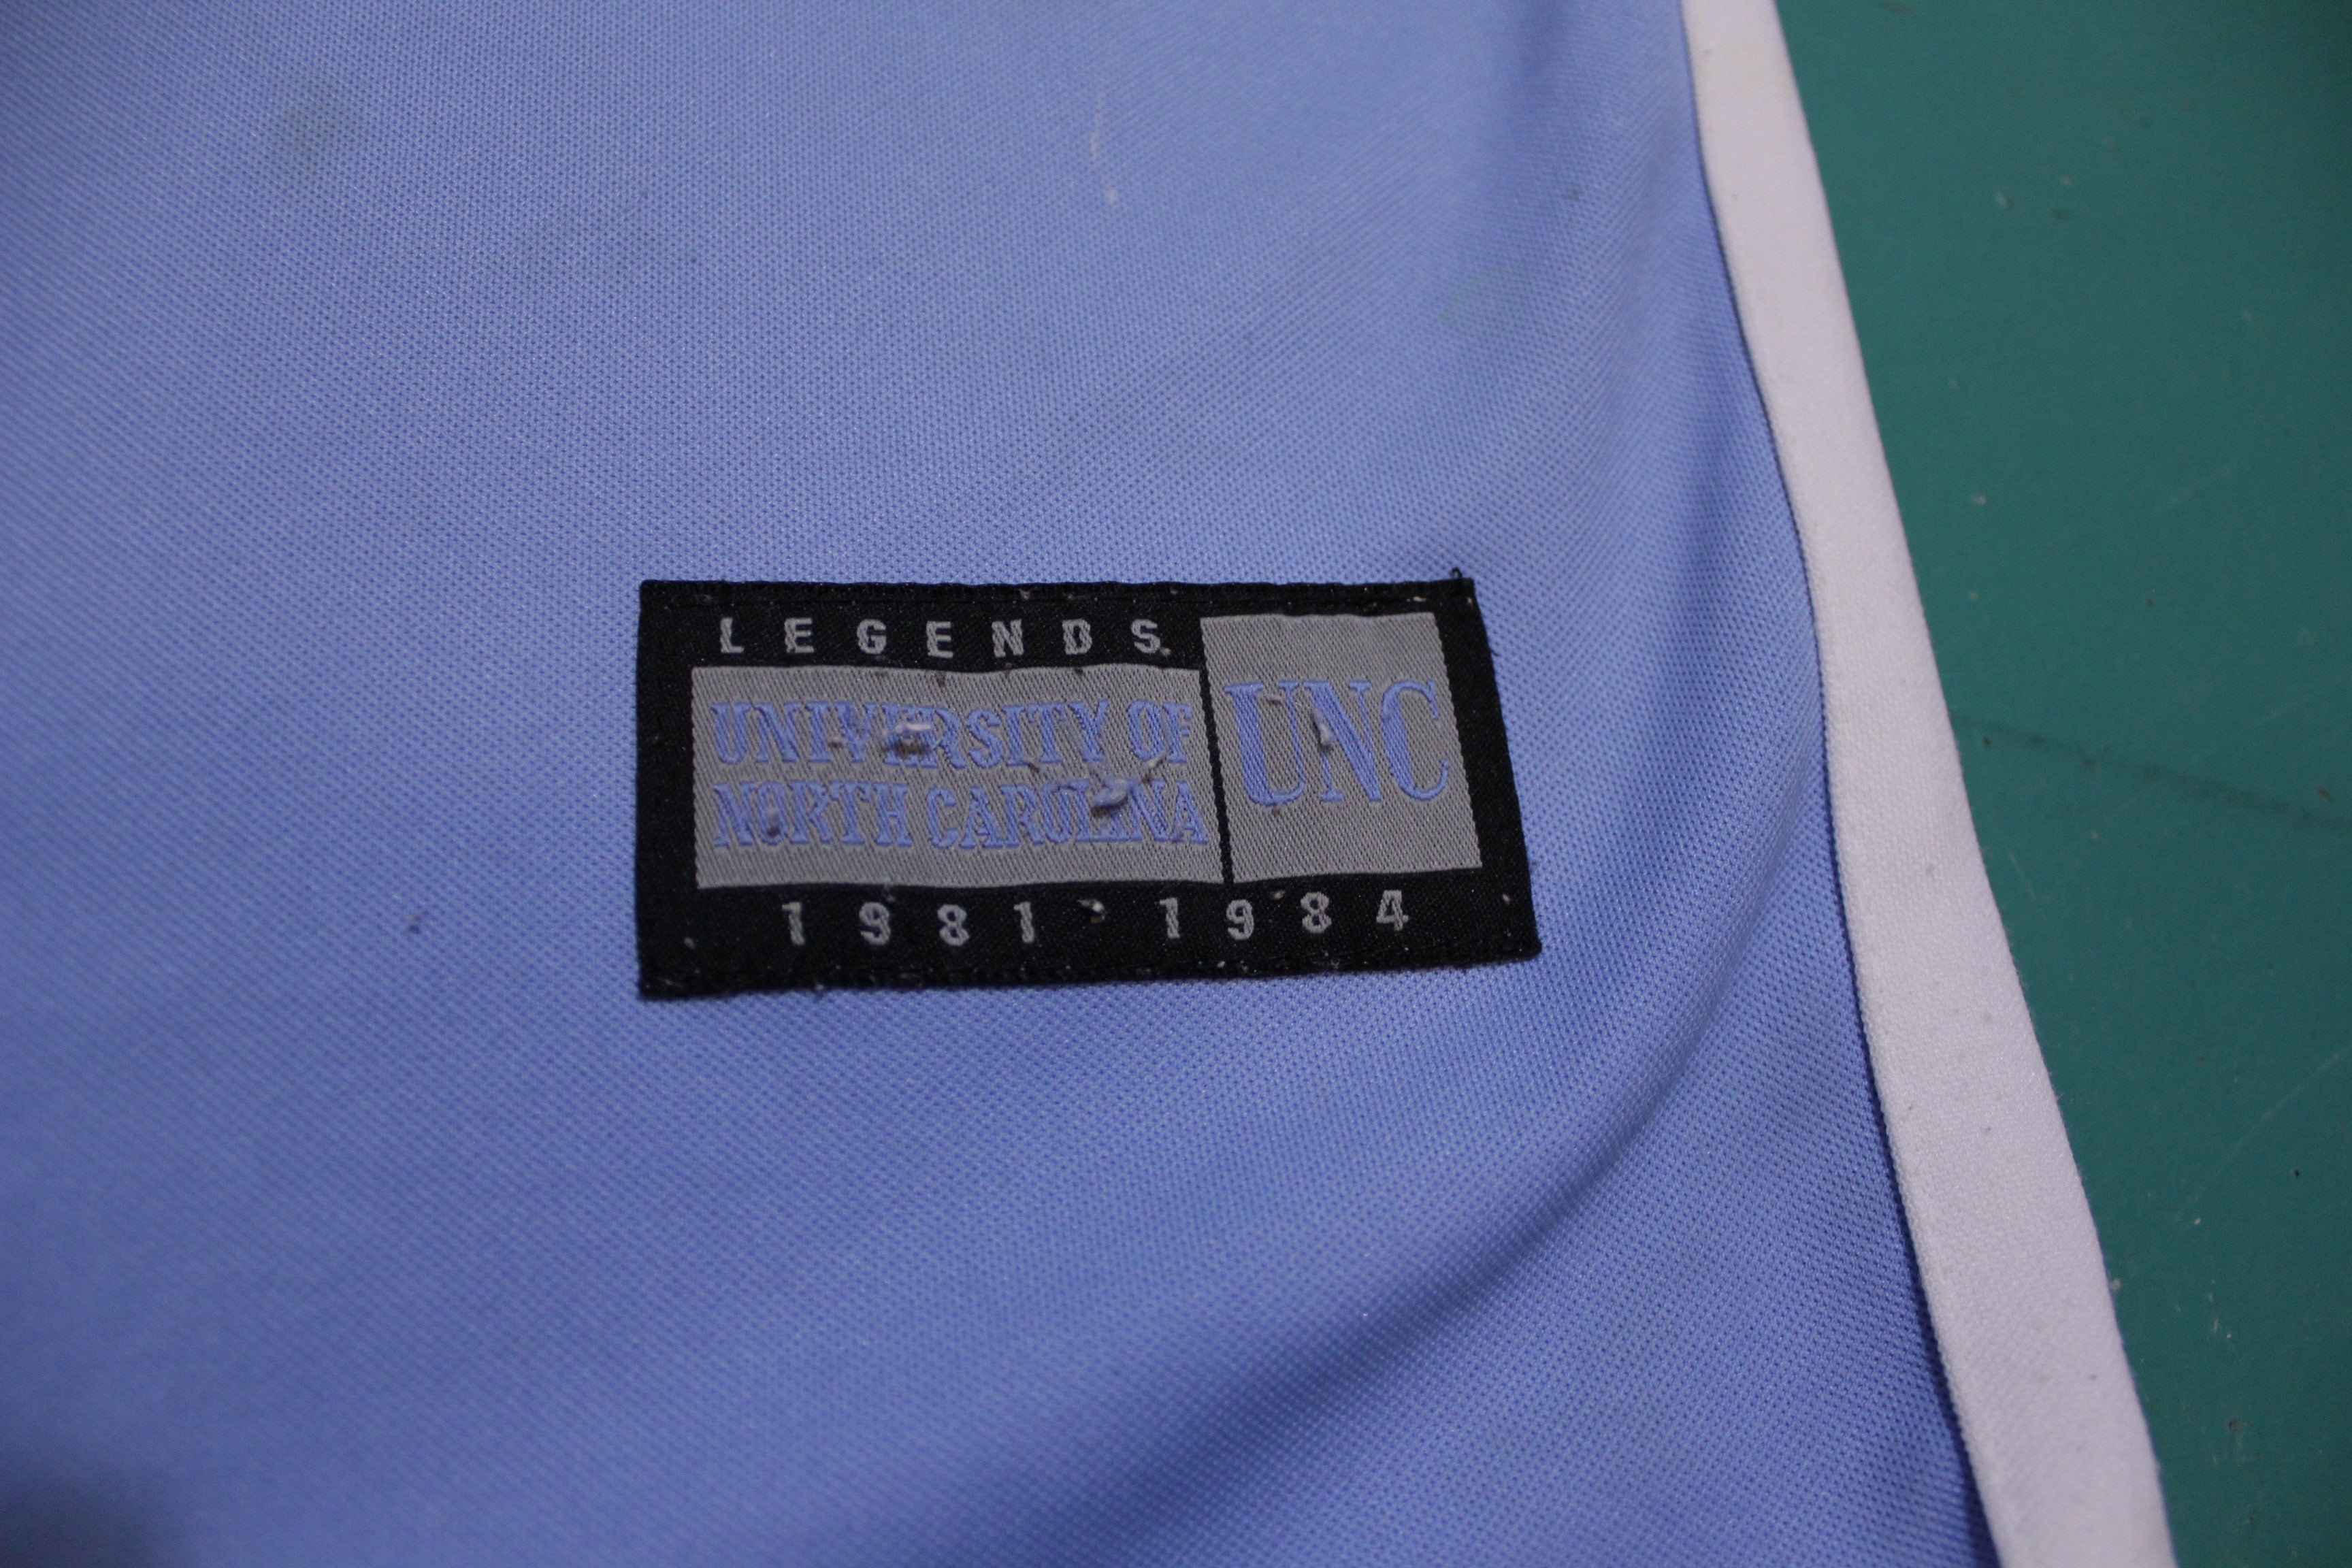 LEGENDS.
UNIVERSITY OF
NORTH CAROLINA
UNC
1981-1984